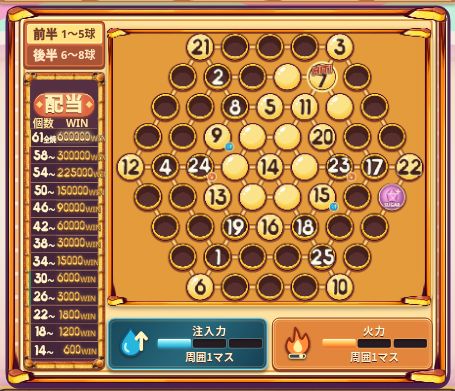 前半 1～5球
後半 6～8球
配当
個数 WIN
61全焼 600000WIN
58～ 300000WIN
54～ 225000WIN
50～ 150000WIN
46～ 90000WIN
42～ 60000WIN
38～ 30000WIN
34～ 15000WIN
30～ 6000WIN
26～ 3000WIN
22～ 1800WIN
18～ 1200WIN
14～ 600WIN
21 3
2 7
8 5 11
9 20
12 4 24 14 23 17 22
13 15
SUGAR
19 16 18
1 25
6 10
注入力
周囲1マス
火力
周囲1マス